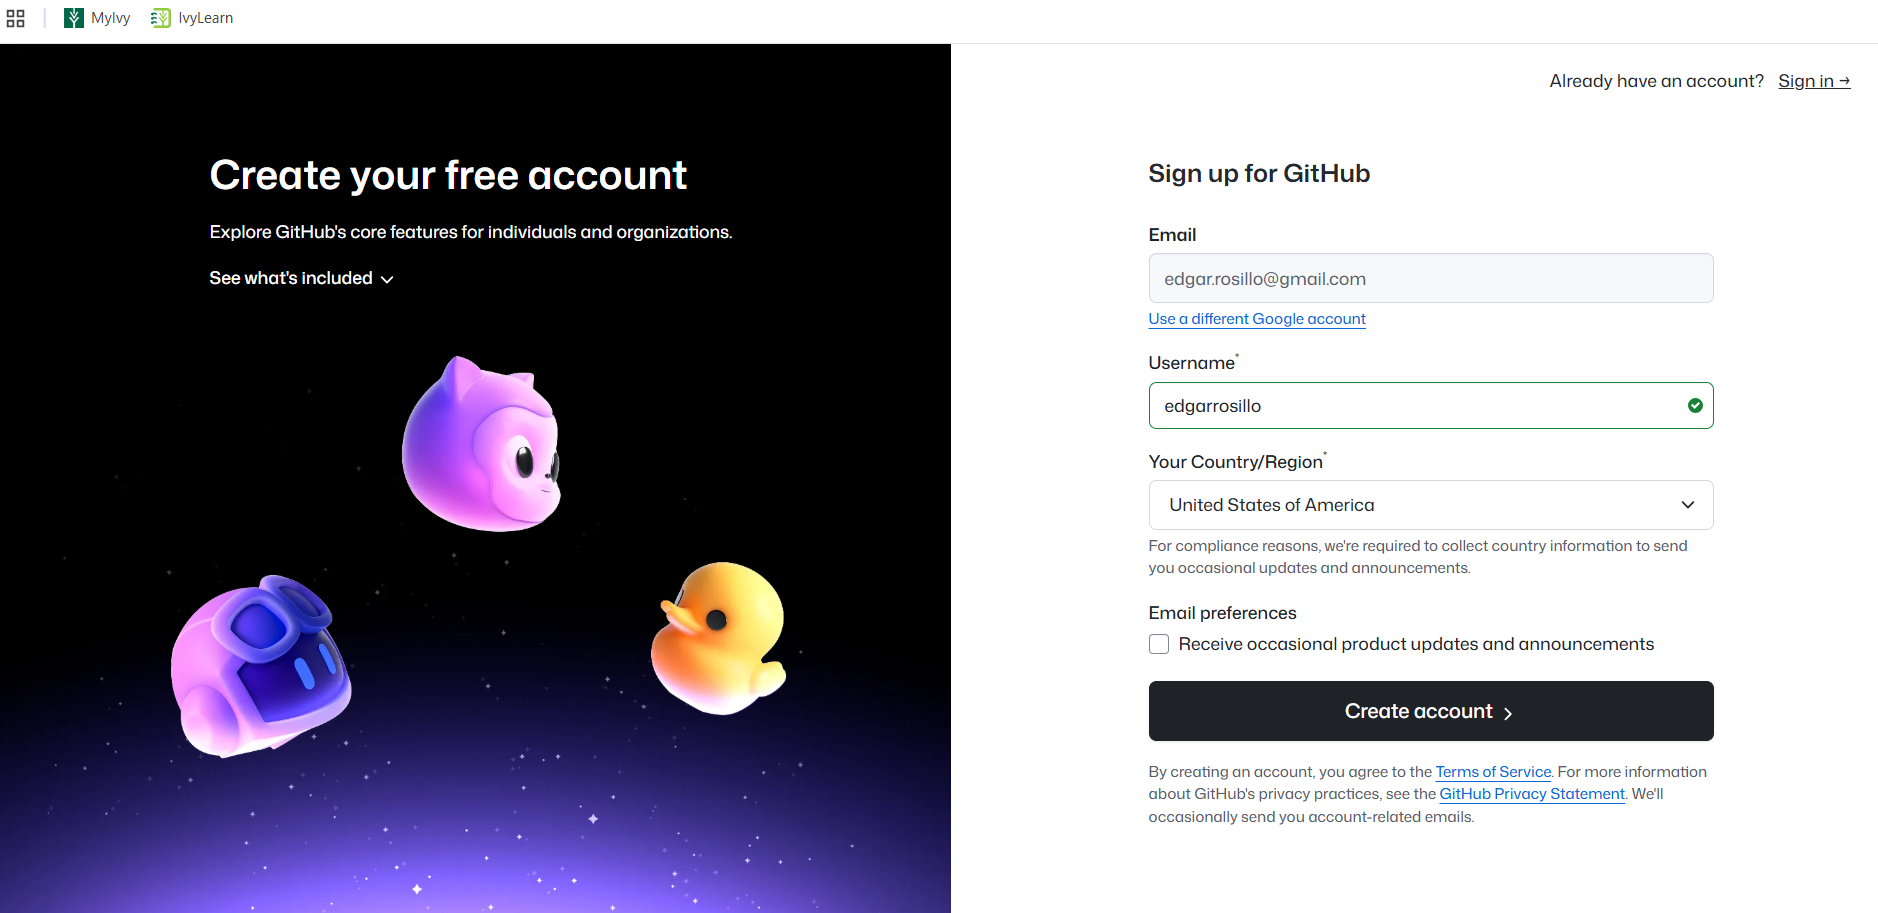 MyIvy IvyLearn
Already have an account? Sign in →
Create your free account
Explore GitHub's core features for individuals and organizations.
See what's included
Sign up for GitHub
Email
edgar.rosillo@gmail.com
Use a different Google account
Username*
edgarrosillo
Your Country/Region*
United States of America
For compliance reasons, we're required to collect country information to send
you occasional updates and announcements.
Email preferences
Receive occasional product updates and announcements
Create account
By creating an account, you agree to the Terms of Service. For more information
about GitHub's privacy practices, see the GitHub Privacy Statement. We'll
occasionally send you account-related emails.